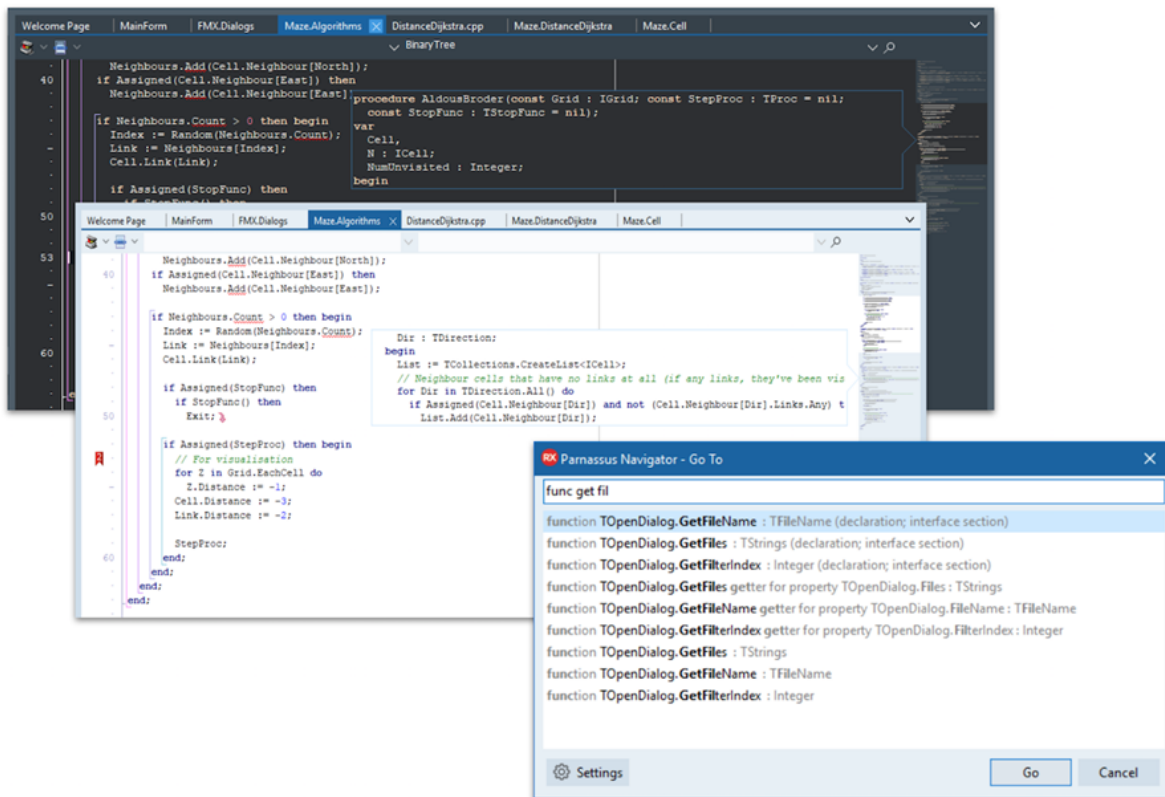 Welcome Page MainForm FMX.Dialogs Maze.Algorithms DistanceDijkstra.cpp Maze.DistanceDijkstra Maze.Cell
BinaryTree
Neighbours.Add(Cell.Neighbour[North]);
40 if Assigned(Cell.Neighbour[East]) then
Neighbours.Add(Cell.Neighbour[East]
if Neighbours.Count > 0 then begin
Index := Random(Neighbours.Count);
Link := Neighbours[Index];
Cell.Link(Link);
if Assigned(StopFunc) then
50
53
60
procedure AldousBroder(const Grid : IGrid; const StepProc : TProc = nil;
const StopFunc : TStopFunc = nil);
var
Cell,
N : ICell;
NumUnvisited : Integer;
begin
Welcome Page MainForm FMX.Dialogs Maze.Algorithms DistanceDijkstra.cpp Maze.DistanceDijkstra Maze.Cell
Neighbours.Add(Cell.Neighbour[North]);
40 if Assigned(Cell.Neighbour[East]) then
Neighbours.Add(Cell.Neighbour[East]);
if Neighbours.Count > 0 then begin
Index := Random(Neighbours.Count);
Link := Neighbours[Index];
Cell.Link(Link);
if Assigned(StopFunc) then
if StopFunc() then
50 Exit;
if Assigned(StepProc) then begin
// For visualisation
for Z in Grid.EachCell do
Z.Distance := -1;
Cell.Distance := -3;
Link.Distance := -2;
StepProc;
60 end;
end;
end;
end;
Dir : TDirection;
begin
List := TCollections.CreateList<ICell>;
// Neighbour cells that have no links at all (if any links, they've been vis
for Dir in TDirection.All() do
if Assigned(Cell.Neighbour[Dir]) and not (Cell.Neighbour[Dir].Links.Any) t
List.Add(Cell.Neighbour[Dir]);
RX Parnassus Navigator - Go To
func get fil
function TOpenDialog.GetFileName : TFileName (declaration; interface section)
function TOpenDialog.GetFiles : TStrings (declaration; interface section)
function TOpenDialog.GetFilterIndex : Integer (declaration; interface section)
function TOpenDialog.GetFiles getter for property TOpenDialog.Files : TStrings
function TOpenDialog.GetFileName getter for property TOpenDialog.FileName : TFileName
function TOpenDialog.GetFilterIndex getter for property TOpenDialog.FilterIndex : Integer
function TOpenDialog.GetFiles : TStrings
function TOpenDialog.GetFileName : TFileName
function TOpenDialog.GetFilterIndex : Integer
Settings Go Cancel